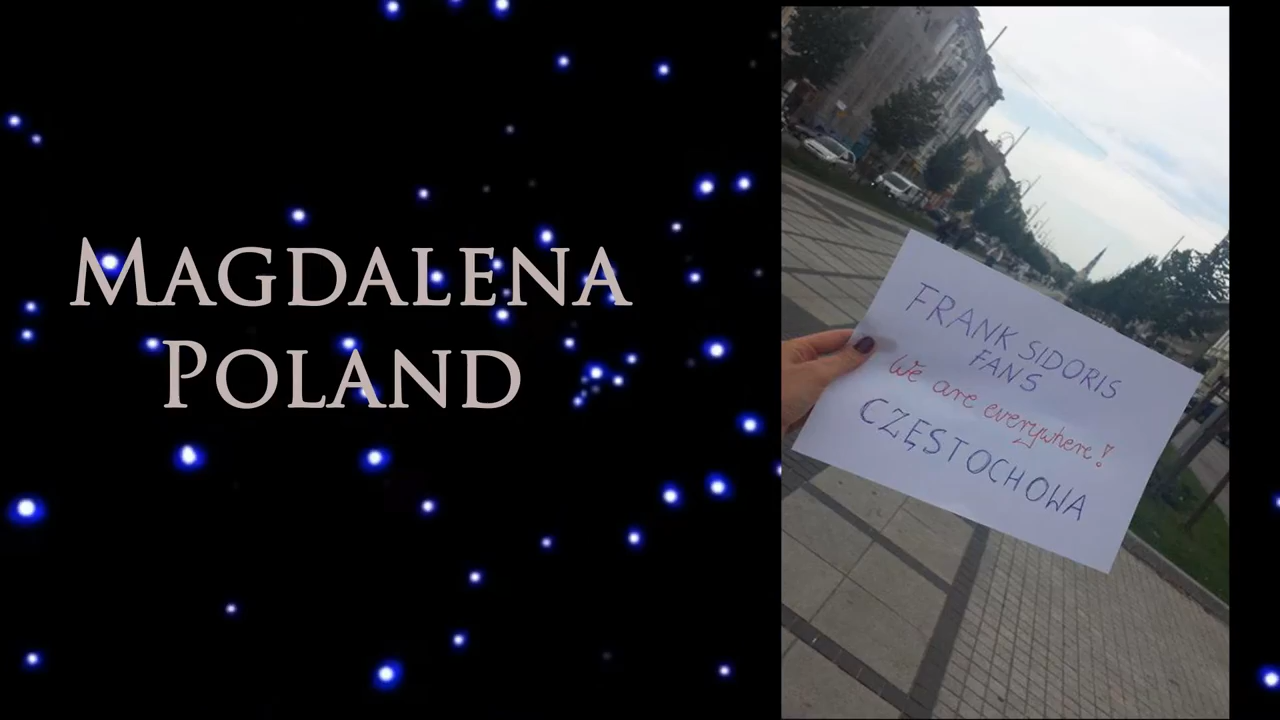 MAGDALENA
POLAND
FRANK SIDORIS
FANS
We are everywhere!
CZĘSTOCHOWA